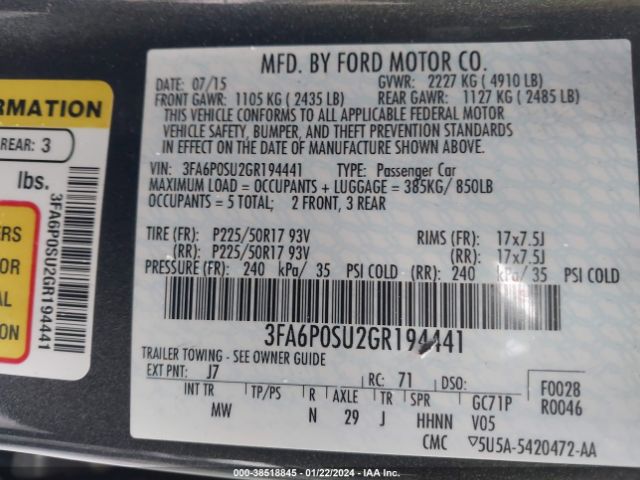 RMATION
REAR: 3
lbs.
ERS
OR
AL
ON
3FA6P0SU2GR194441
MFD. BY FORD MOTOR CO.
DATE: 07/15 GVWR: 2227 KG ( 4910 LB)
FRONT GAWR: 1105 KG ( 2435 LB) REAR GAWR: 1127 KG ( 2485 LB)
THIS VEHICLE CONFORMS TO ALL APPLICABLE FEDERAL MOTOR
VEHICLE SAFETY, BUMPER, AND THEFT PREVENTION STANDARDS
IN EFFECT ON THE DATE OF MANUFACTURE SHOWN ABOVE.
VIN: 3FA6P0SU2GR194441 TYPE: Passenger Car
MAXIMUM LOAD = OCCUPANTS + LUGGAGE = 385KG/ 850LB
OCCUPANTS = 5 TOTAL; 2 FRONT, 3 REAR
TIRE (FR): P225/50R17 93V RIMS (FR): 17x7.5J
(RR): P225/50R17 93V (RR): 17x7.5J
PRESSURE (FR): 240 kPa/ 35 PSI COLD (RR): 240 kPa/ 35 PSI COLD
3FA6P0SU2GR194441
TRAILER TOWING - SEE OWNER GUIDE
EXT PNT: J7 RC: 71 DSO: F0028
INT TR TP/PS R AXLE TR SPR GC71P R0046
MW N 29 J HHNN V05
CMC ▽5U5A-5420472-AA
000-38518845 - 01/22/2024 - IAAI.COM